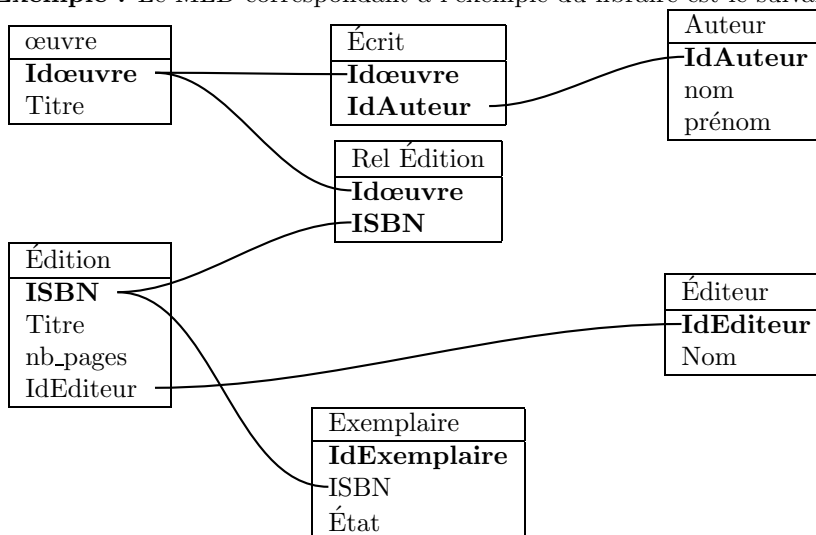 Exemple : Le MLD correspondant à l'exemple du libraire est le suivant
œuvre
Idœuvre
Titre
Écrit
Idœuvre
IdAuteur
Auteur
IdAuteur
nom
prénom
Rel Édition
Idœuvre
ISBN
Édition
ISBN
Titre
nb_pages
IdEditeur
Éditeur
IdEditeur
Nom
Exemplaire
IdExemplaire
ISBN
État